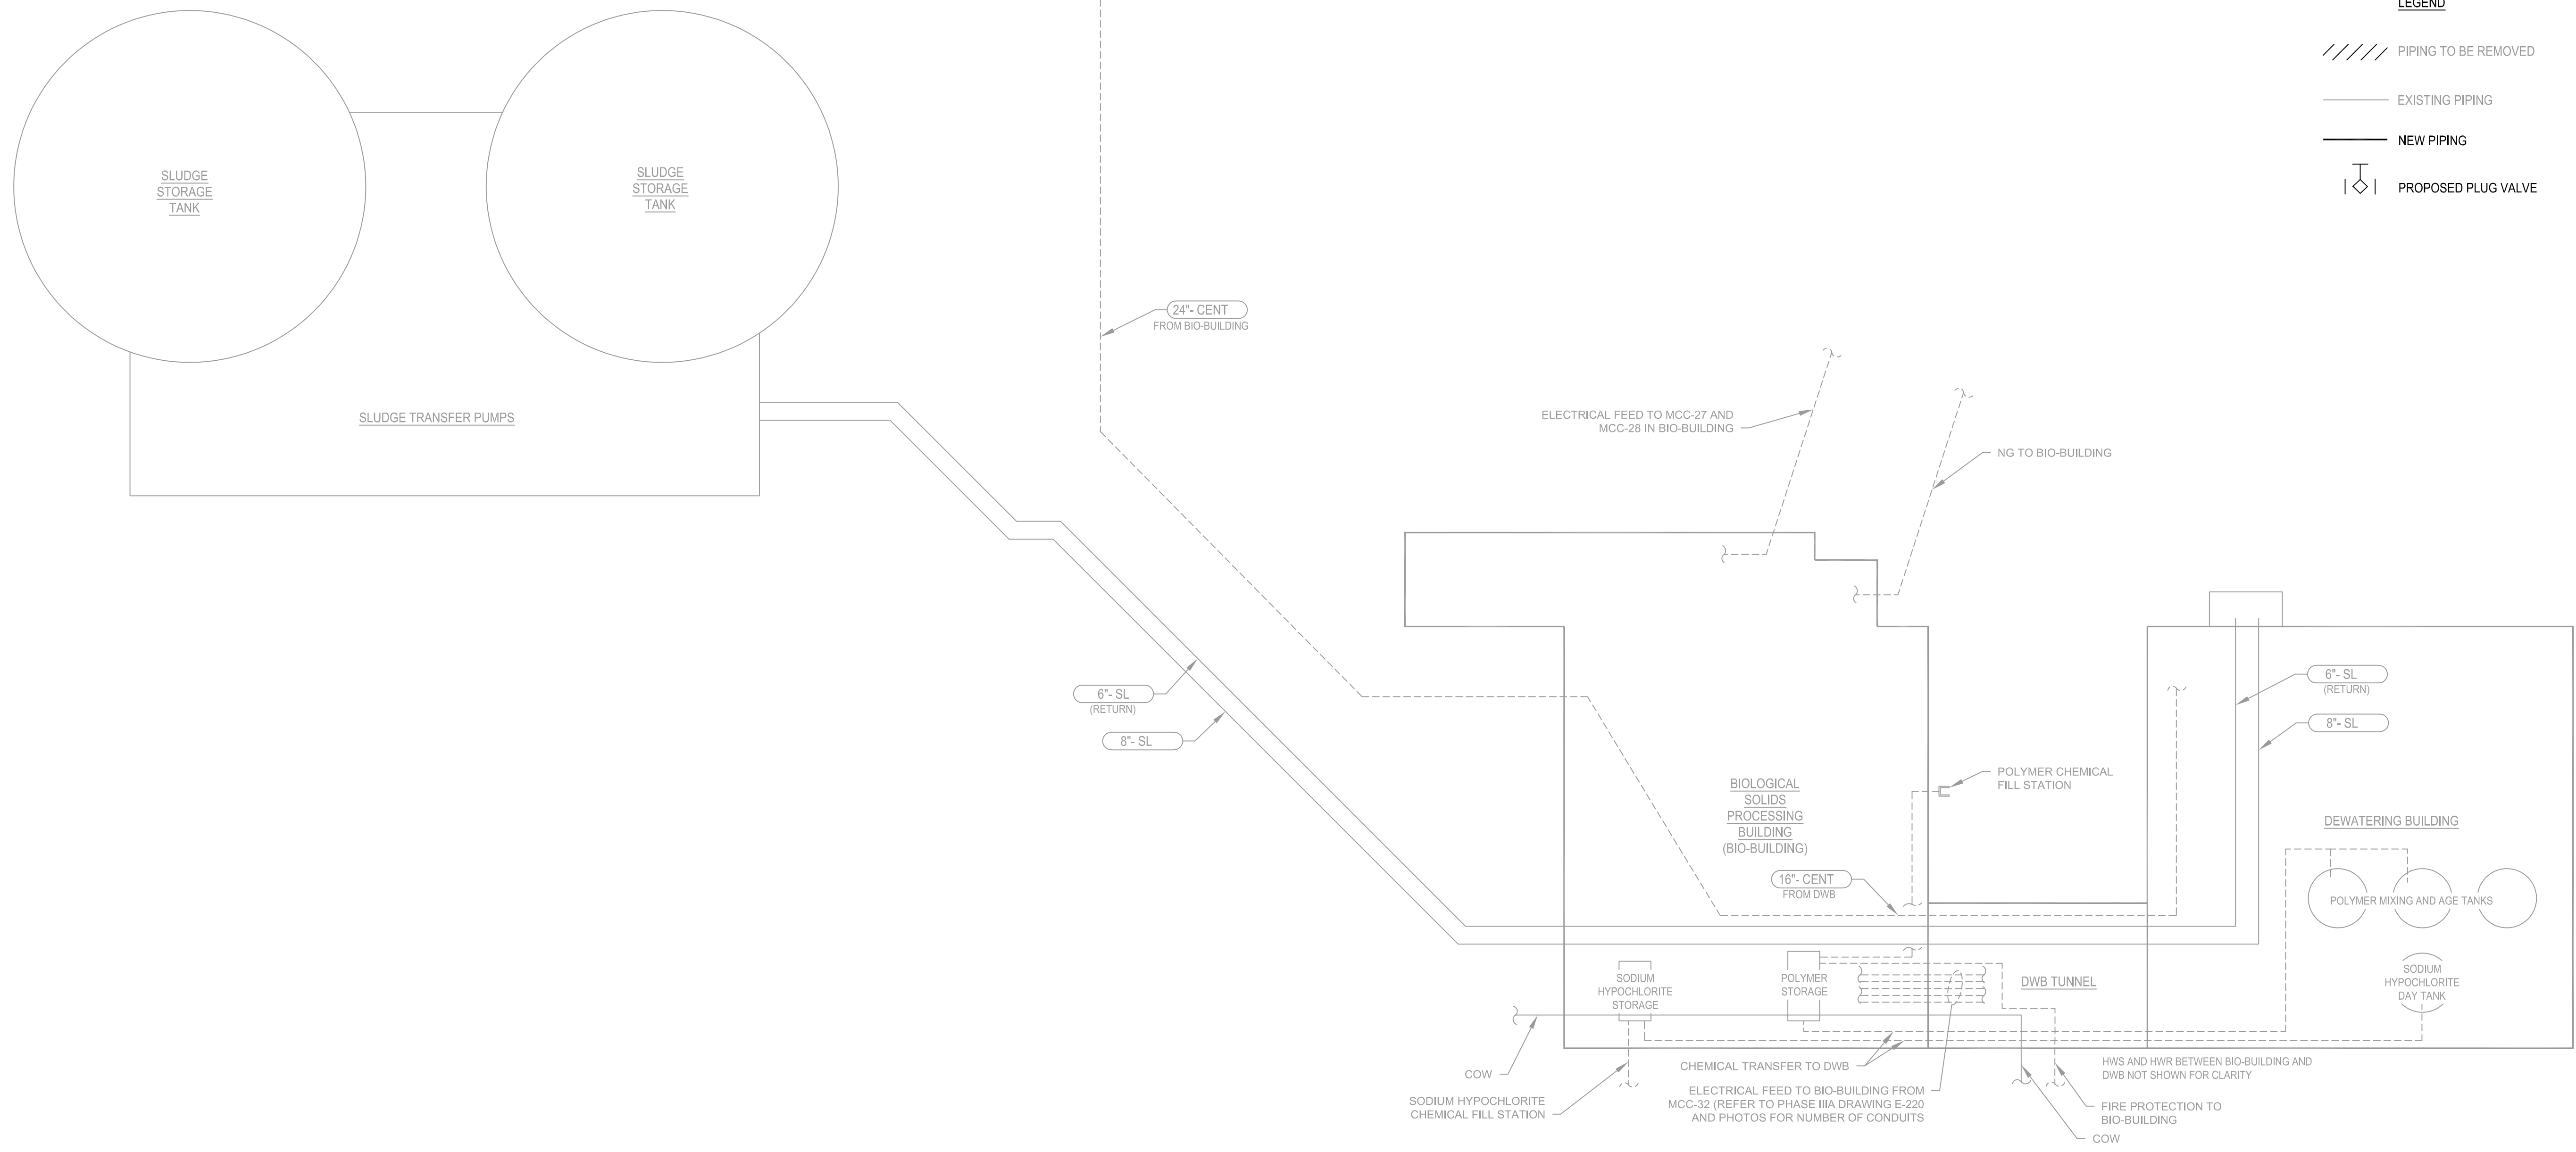 LEGEND
PIPING TO BE REMOVED
EXISTING PIPING
NEW PIPING
PROPOSED PLUG VALVE
SLUDGE
STORAGE
TANK
SLUDGE
STORAGE
TANK
SLUDGE TRANSFER PUMPS
24"- CENT
FROM BIO-BUILDING
ELECTRICAL FEED TO MCC-27 AND
MCC-28 IN BIO-BUILDING
NG TO BIO-BUILDING
6"- SL
(RETURN)
8"- SL
6"- SL
(RETURN)
8"- SL
POLYMER CHEMICAL
FILL STATION
BIOLOGICAL
SOLIDS
PROCESSING
BUILDING
(BIO-BUILDING)
DEWATERING BUILDING
16"- CENT
FROM DWB
POLYMER MIXING AND AGE TANKS
SODIUM
HYPOCHLORITE
STORAGE
POLYMER
STORAGE
DWB TUNNEL
SODIUM
HYPOCHLORITE
DAY TANK
COW
CHEMICAL TRANSFER TO DWB
HWS AND HWR BETWEEN BIO-BUILDING AND
DWB NOT SHOWN FOR CLARITY
SODIUM HYPOCHLORITE
CHEMICAL FILL STATION
ELECTRICAL FEED TO BIO-BUILDING FROM
MCC-32 (REFER TO PHASE IIIA DRAWING E-220
AND PHOTOS FOR NUMBER OF CONDUITS
FIRE PROTECTION TO
BIO-BUILDING
COW